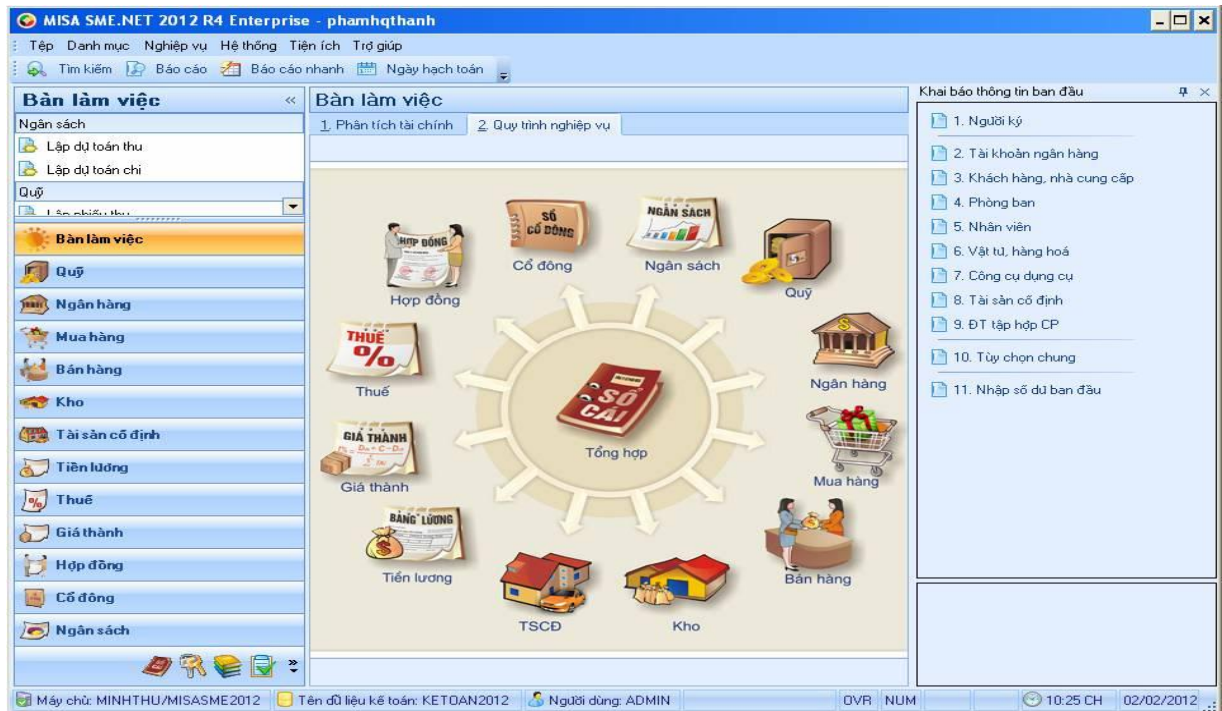 MISA SME.NET 2012 R4 Enterprise - phamhqthanh
Tệp Danh mục Nghiệp vụ Hệ thống Tiện ích Trợ giúp
Tìm kiếm Báo cáo Báo cáo nhanh Ngày hạch toán
Bàn làm việc «
Ngân sách
Lập dự toán thu
Lập dự toán chi
Quỹ
Lập phiếu thu
Bàn làm việc
Quỹ
Ngân hàng
Mua hàng
Bán hàng
Kho
Tài sản cố định
Tiền lương
Thuế
Giá thành
Hợp đồng
Cổ đông
Ngân sách
Bàn làm việc
1. Phân tích tài chính 2. Quy trình nghiệp vụ
HỢP ĐỒNG
Hợp đồng
SỔ
CỔ ĐÔNG
Cổ đông
NGÂN SÁCH
Ngân sách
Quỹ
THUẾ
%
Thuế
Ngân hàng
GIÁ THÀNH
Giá thành
SỔ
CÁI
Tổng hợp
Mua hàng
BẢNG LƯƠNG
Tiền lương
TSCĐ
Kho
Bán hàng
Khai báo thông tin ban đầu
1. Người ký
2. Tài khoản ngân hàng
3. Khách hàng, nhà cung cấp
4. Phòng ban
5. Nhân viên
6. Vật tư, hàng hoá
7. Công cụ dụng cụ
8. Tài sản cố định
9. ĐT tập hợp CP
10. Tùy chọn chung
11. Nhập số dư ban đầu
Máy chủ: MINHTHU/MISASME2012 Tên dữ liệu kế toán: KETOAN2012 Người dùng: ADMIN OVR NUM 10:25 CH 02/02/2012